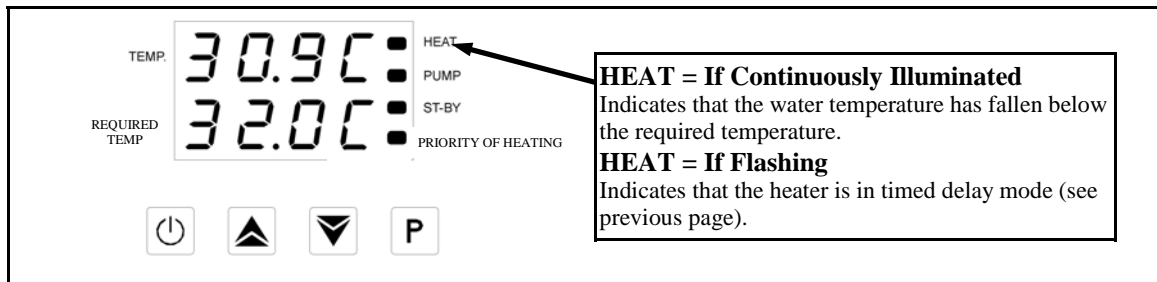 TEMP.
30.9C
HEAT
PUMP
REQUIRED
TEMP
32.0C
ST-BY
PRIORITY OF HEATING
P
HEAT = If Continuously Illuminated
Indicates that the water temperature has fallen below
the required temperature.
HEAT = If Flashing
Indicates that the heater is in timed delay mode (see
previous page).